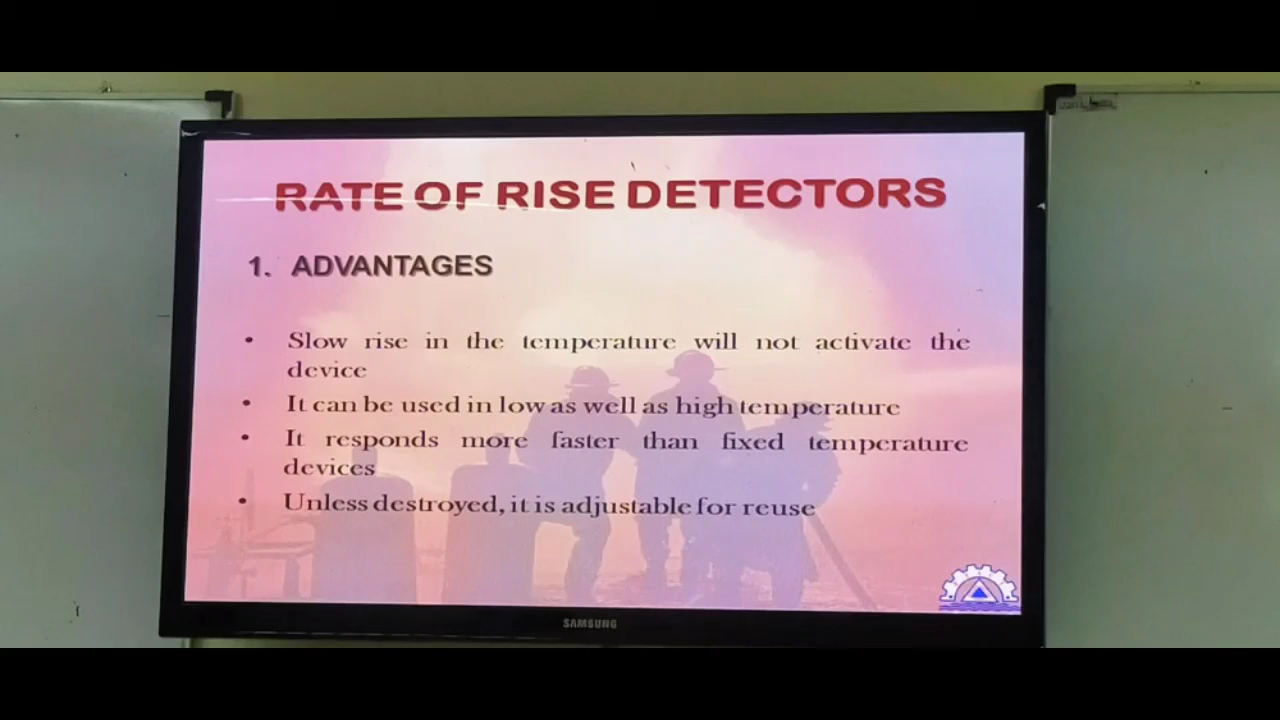 RATE OF RISE DETECTORS
1. ADVANTAGES
• Slow rise in the temperature will not activate the
device
• It can be used in low as well as high temperature
• It responds more faster than fixed temperature
devices
• Unless destroyed, it is adjustable for reuse
SAMSUNG